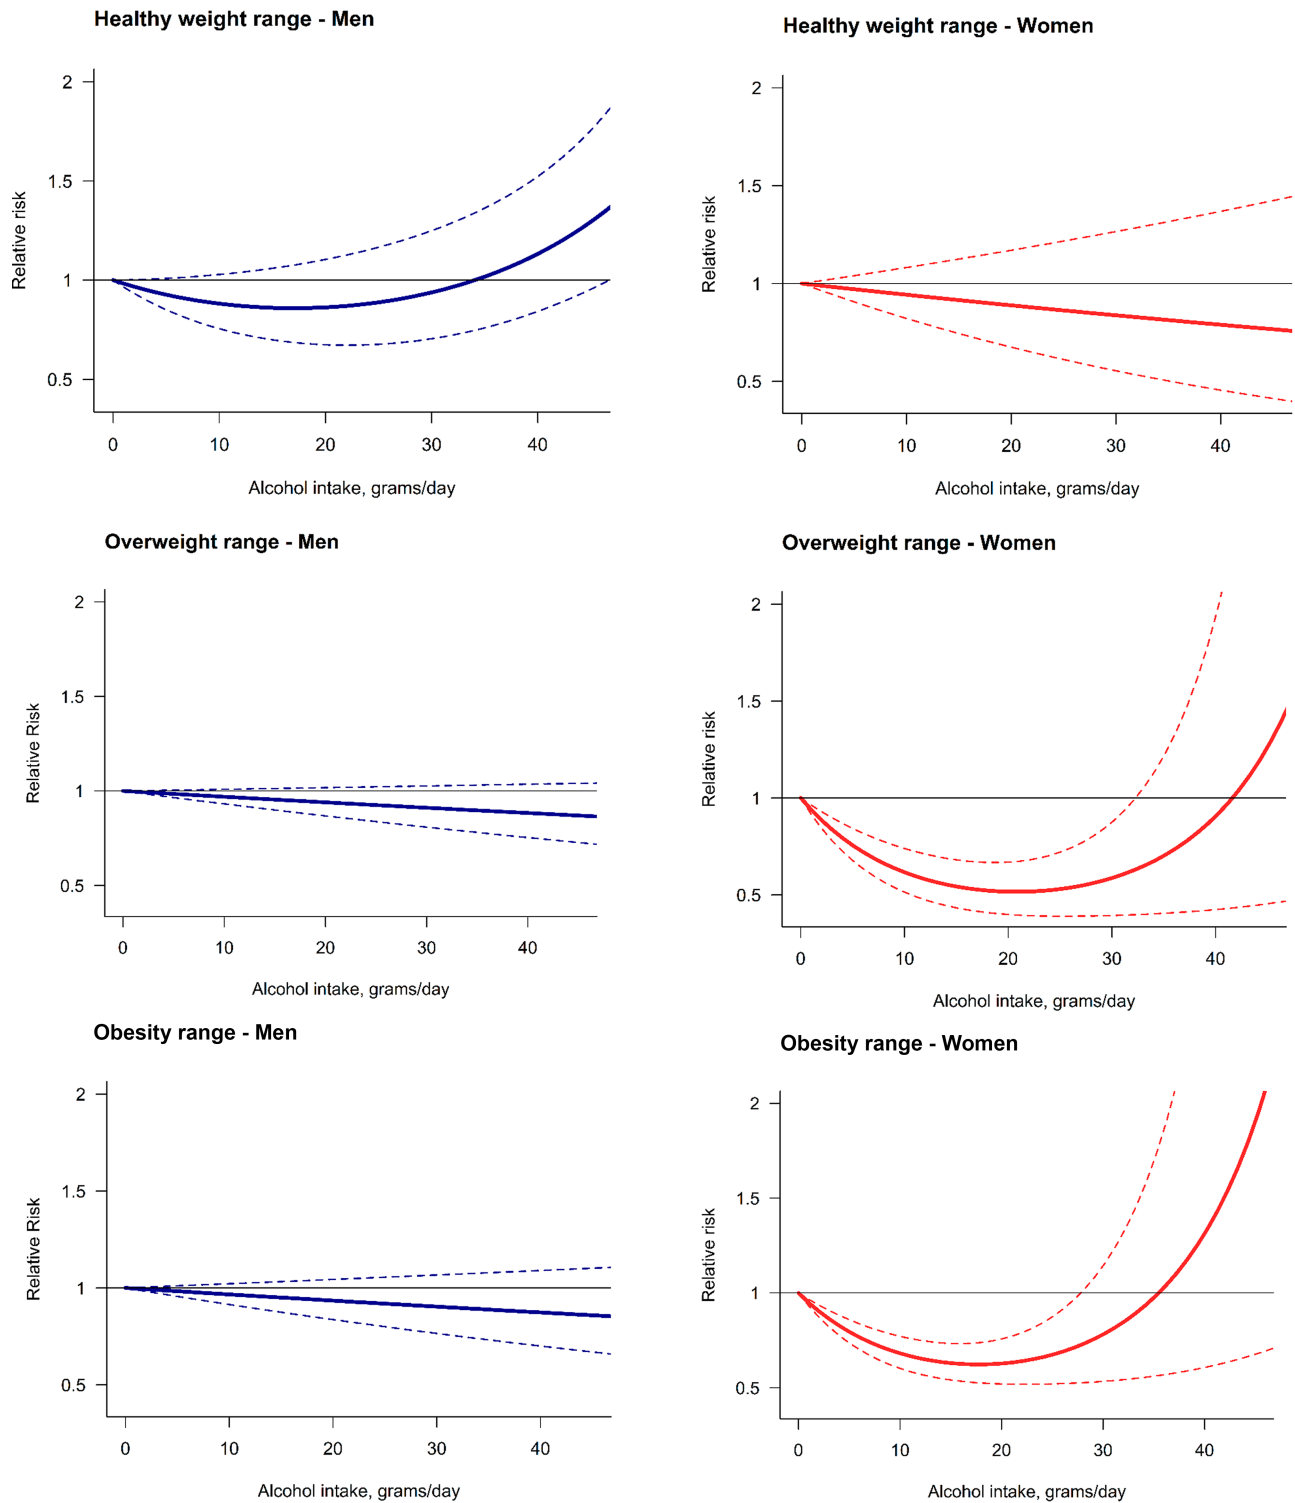 Healthy weight range - Men
2
1.5
1
0.5
Relative risk
0 10 20 30 40
Alcohol intake, grams/day
Healthy weight range - Women
2
1.5
1
0.5
Relative risk
0 10 20 30 40
Alcohol intake, grams/day
Overweight range - Men
2
1.5
1
0.5
Relative Risk
0 10 20 30 40
Alcohol intake, grams/day
Overweight range - Women
2
1.5
1
0.5
Relative risk
0 10 20 30 40
Alcohol intake, grams/day
Obesity range - Men
2
1.5
1
0.5
Relative Risk
0 10 20 30 40
Alcohol intake, grams/day
Obesity range - Women
2
1.5
1
0.5
Relative risk
0 10 20 30 40
Alcohol intake, grams/day